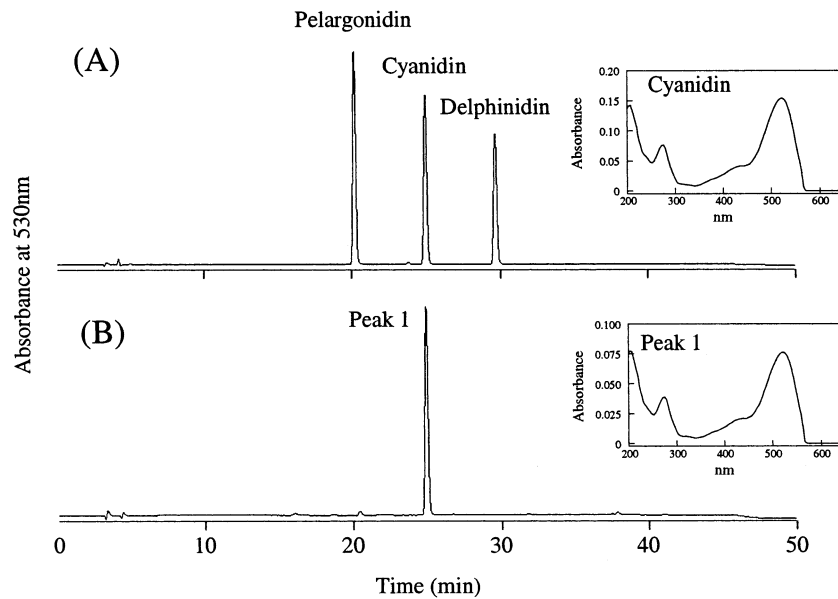 Pelargonidin
(A)
Cyanidin
Delphinidin
Absorbance at 530nm
Cyanidin
Absorbance
0.20
0.15
0.10
0.05
0
200 300 400 500 600
nm
(B)
Peak 1
Peak 1
Absorbance
0.100
0.075
0.050
0.025
0
200 300 400 500 600
nm
0 10 20 30 40 50
Time (min)